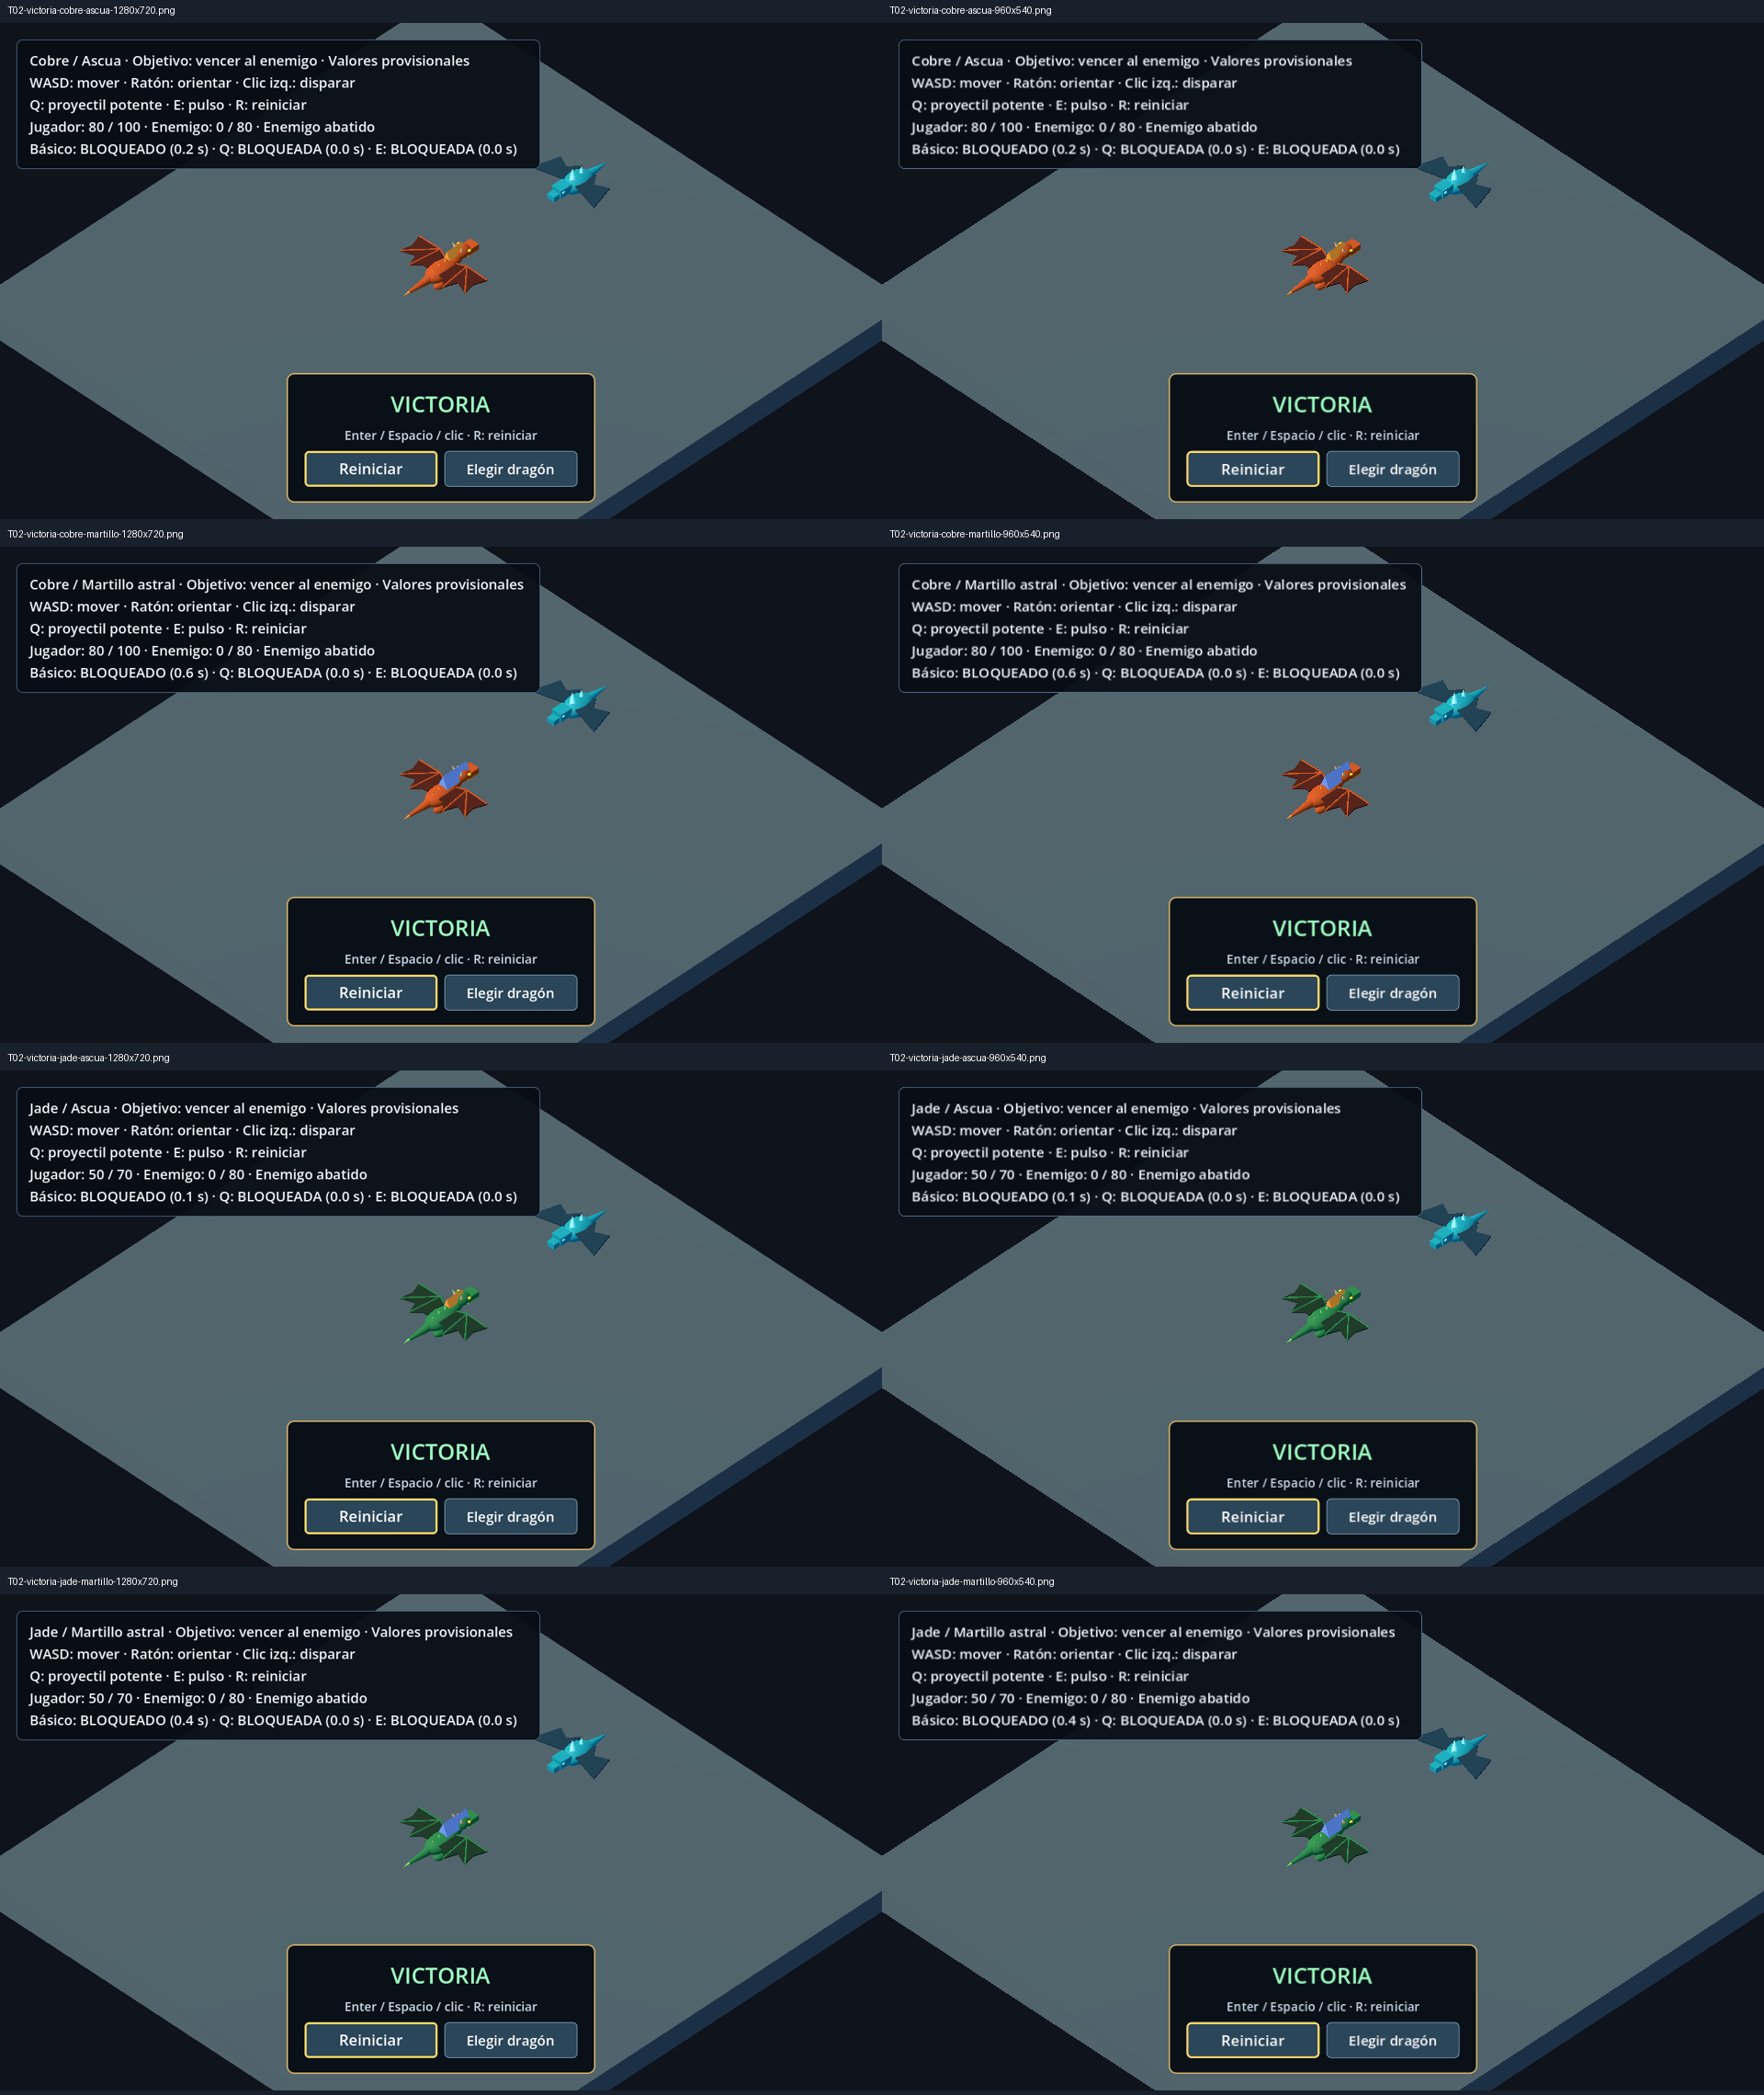 T02-victoria-cobre-ascua-1280x720.png
Cobre / Ascua · Objetivo: vencer al enemigo · Valores provisionales
WASD: mover · Ratón: orientar · Clic izq.: disparar
Q: proyectil potente · E: pulso · R: reiniciar
Jugador: 80 / 100 · Enemigo: 0 / 80 · Enemigo abatido
Básico: BLOQUEADO (0.2 s) · Q: BLOQUEADA (0.0 s) · E: BLOQUEADA (0.0 s)
VICTORIA
Enter / Espacio / clic · R: reiniciar
Reiniciar
Elegir dragón
T02-victoria-cobre-ascua-960x540.png
Cobre / Ascua · Objetivo: vencer al enemigo · Valores provisionales
WASD: mover · Ratón: orientar · Clic izq.: disparar
Q: proyectil potente · E: pulso · R: reiniciar
Jugador: 80 / 100 · Enemigo: 0 / 80 · Enemigo abatido
Básico: BLOQUEADO (0.2 s) · Q: BLOQUEADA (0.0 s) · E: BLOQUEADA (0.0 s)
VICTORIA
Enter / Espacio / clic · R: reiniciar
Reiniciar
Elegir dragón
T02-victoria-cobre-martillo-1280x720.png
Cobre / Martillo astral · Objetivo: vencer al enemigo · Valores provisionales
WASD: mover · Ratón: orientar · Clic izq.: disparar
Q: proyectil potente · E: pulso · R: reiniciar
Jugador: 80 / 100 · Enemigo: 0 / 80 · Enemigo abatido
Básico: BLOQUEADO (0.6 s) · Q: BLOQUEADA (0.0 s) · E: BLOQUEADA (0.0 s)
VICTORIA
Enter / Espacio / clic · R: reiniciar
Reiniciar
Elegir dragón
T02-victoria-cobre-martillo-960x540.png
Cobre / Martillo astral · Objetivo: vencer al enemigo · Valores provisionales
WASD: mover · Ratón: orientar · Clic izq.: disparar
Q: proyectil potente · E: pulso · R: reiniciar
Jugador: 80 / 100 · Enemigo: 0 / 80 · Enemigo abatido
Básico: BLOQUEADO (0.6 s) · Q: BLOQUEADA (0.0 s) · E: BLOQUEADA (0.0 s)
VICTORIA
Enter / Espacio / clic · R: reiniciar
Reiniciar
Elegir dragón
T02-victoria-jade-ascua-1280x720.png
Jade / Ascua · Objetivo: vencer al enemigo · Valores provisionales
WASD: mover · Ratón: orientar · Clic izq.: disparar
Q: proyectil potente · E: pulso · R: reiniciar
Jugador: 50 / 70 · Enemigo: 0 / 80 · Enemigo abatido
Básico: BLOQUEADO (0.1 s) · Q: BLOQUEADA (0.0 s) · E: BLOQUEADA (0.0 s)
VICTORIA
Enter / Espacio / clic · R: reiniciar
Reiniciar
Elegir dragón
T02-victoria-jade-ascua-960x540.png
Jade / Ascua · Objetivo: vencer al enemigo · Valores provisionales
WASD: mover · Ratón: orientar · Clic izq.: disparar
Q: proyectil potente · E: pulso · R: reiniciar
Jugador: 50 / 70 · Enemigo: 0 / 80 · Enemigo abatido
Básico: BLOQUEADO (0.1 s) · Q: BLOQUEADA (0.0 s) · E: BLOQUEADA (0.0 s)
VICTORIA
Enter / Espacio / clic · R: reiniciar
Reiniciar
Elegir dragón
T02-victoria-jade-martillo-1280x720.png
Jade / Martillo astral · Objetivo: vencer al enemigo · Valores provisionales
WASD: mover · Ratón: orientar · Clic izq.: disparar
Q: proyectil potente · E: pulso · R: reiniciar
Jugador: 50 / 70 · Enemigo: 0 / 80 · Enemigo abatido
Básico: BLOQUEADO (0.4 s) · Q: BLOQUEADA (0.0 s) · E: BLOQUEADA (0.0 s)
VICTORIA
Enter / Espacio / clic · R: reiniciar
Reiniciar
Elegir dragón
T02-victoria-jade-martillo-960x540.png
Jade / Martillo astral · Objetivo: vencer al enemigo · Valores provisionales
WASD: mover · Ratón: orientar · Clic izq.: disparar
Q: proyectil potente · E: pulso · R: reiniciar
Jugador: 50 / 70 · Enemigo: 0 / 80 · Enemigo abatido
Básico: BLOQUEADO (0.4 s) · Q: BLOQUEADA (0.0 s) · E: BLOQUEADA (0.0 s)
VICTORIA
Enter / Espacio / clic · R: reiniciar
Reiniciar
Elegir dragón